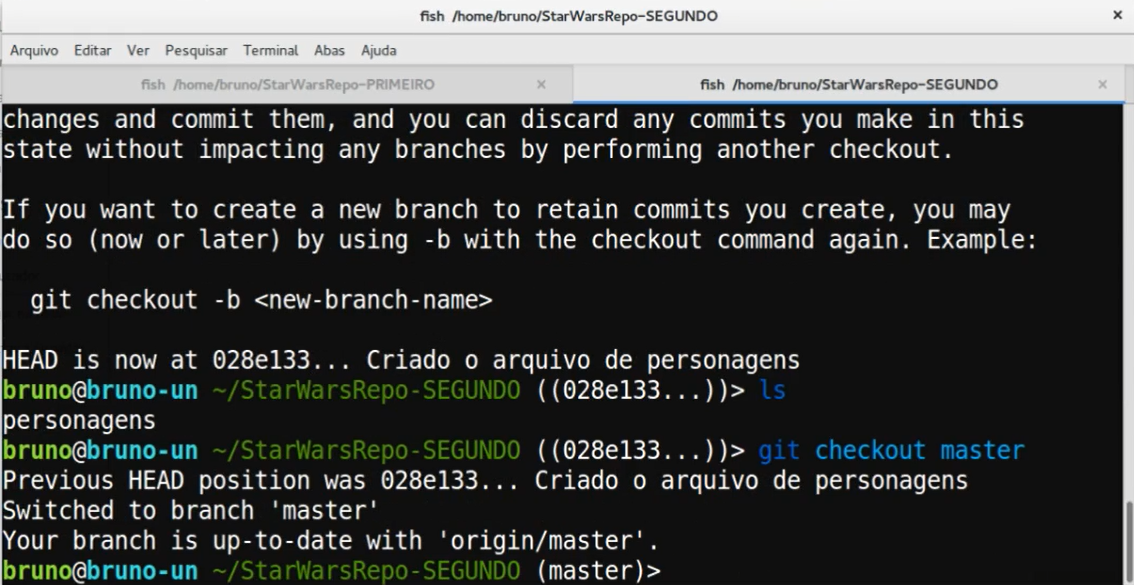 fish /home/bruno/StarWarsRepo-SEGUNDO
Arquivo Editar Ver Pesquisar Terminal Abas Ajuda
fish /home/bruno/StarWarsRepo-PRIMEIRO
fish /home/bruno/StarWarsRepo-SEGUNDO
changes and commit them, and you can discard any commits you make in this
state without impacting any branches by performing another checkout.
If you want to create a new branch to retain commits you create, you may
do so (now or later) by using -b with the checkout command again. Example:
git checkout -b <new-branch-name>
HEAD is now at 028e133... Criado o arquivo de personagens
bruno@bruno-un ~/StarWarsRepo-SEGUNDO ((028e133...))> ls
personagens
bruno@bruno-un ~/StarWarsRepo-SEGUNDO ((028e133...))> git checkout master
Previous HEAD position was 028e133... Criado o arquivo de personagens
Switched to branch 'master'
Your branch is up-to-date with 'origin/master'.
bruno@bruno-un ~/StarWarsRepo-SEGUNDO (master)>